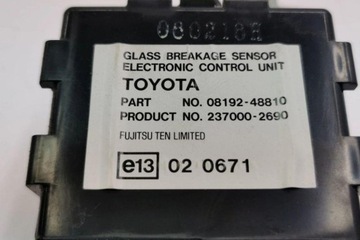 GLASS BREAKAGE SENSOR
ELECTRONIC CONTROL UNIT
TOYOTA
PART NO. 08192-48810
PRODUCT NO. 237000-2690
FUJITSU TEN LIMITED
e13 02 0671